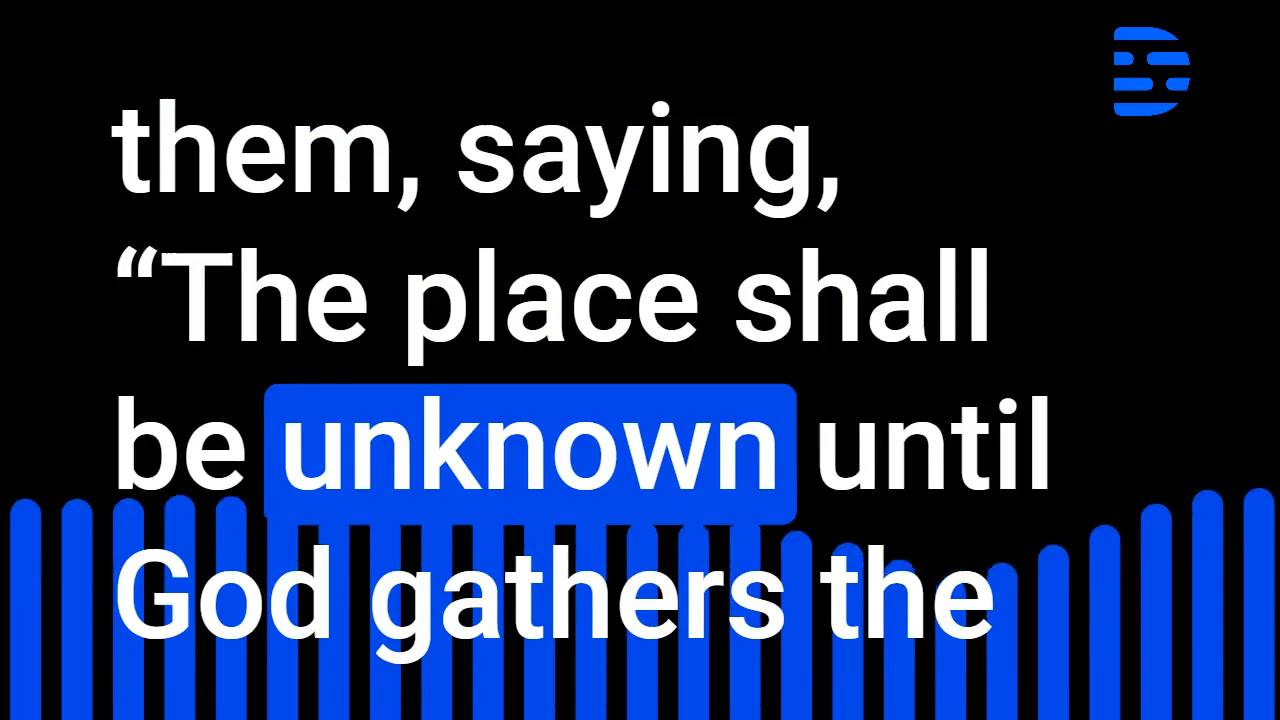 them, saying,
“The place shall
be unknown until
God gathers the